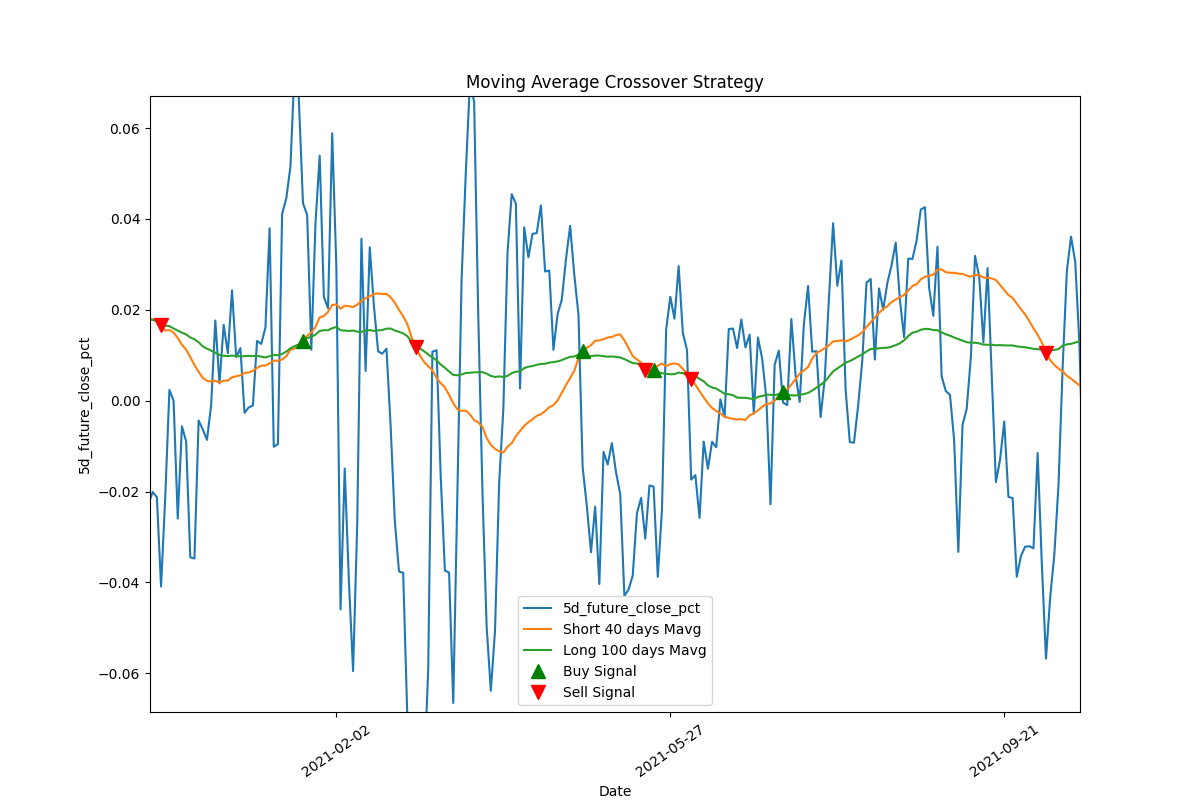 Moving Average Crossover Strategy
5d_future_close_pct
0.06
0.04
0.02
0.00
−0.02
−0.04
−0.06
5d_future_close_pct
Short 40 days Mavg
Long 100 days Mavg
Buy Signal
Sell Signal
2021-02-02
2021-05-27
2021-09-21
Date